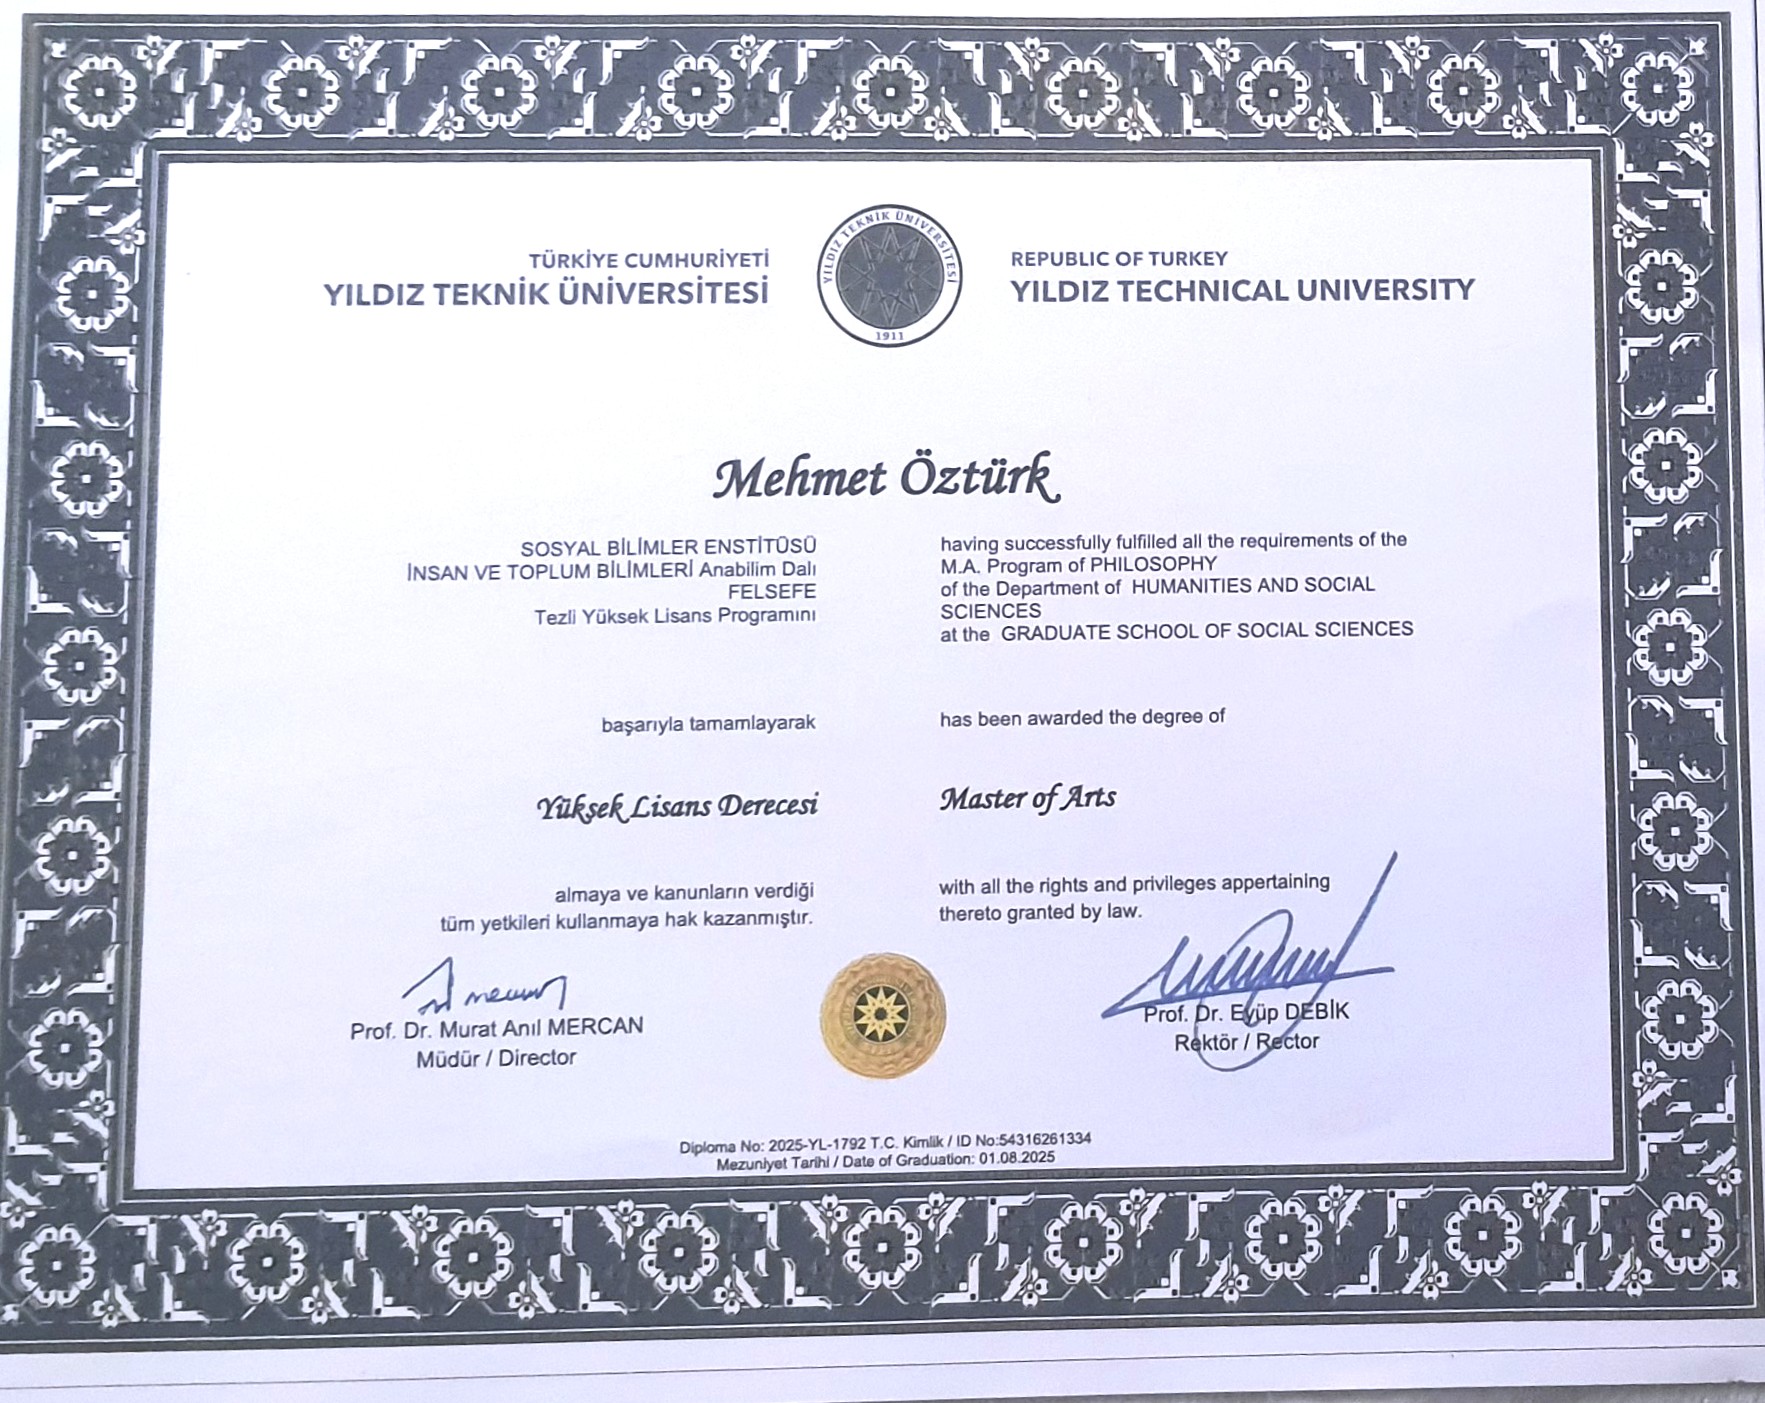 TÜRKİYE CUMHURİYETİ
YILDIZ TEKNİK ÜNİVERSİTESİ
YILDIZ TEKNİK ÜNİVERSİTESİ
1911
REPUBLIC OF TURKEY
YILDIZ TECHNICAL UNIVERSITY
Mehmet Öztürk
SOSYAL BİLİMLER ENSTİTÜSÜ
İNSAN VE TOPLUM BİLİMLERİ Anabilim Dalı
FELSEFE
Tezli Yüksek Lisans Programını
başarıyla tamamlayarak
Yüksek Lisans Derecesi
almaya ve kanunların verdiği
tüm yetkileri kullanmaya hak kazanmıştır.
having successfully fulfilled all the requirements of the
M.A. Program of PHILOSOPHY
of the Department of HUMANITIES AND SOCIAL
SCIENCES
at the GRADUATE SCHOOL OF SOCIAL SCIENCES
has been awarded the degree of
Master of Arts
with all the rights and privileges appertaining
thereto granted by law.
Prof. Dr. Murat Anıl MERCAN
Müdür / Director
Prof. Dr. Eyüp DEBİK
Rektör / Rector
Diploma No: 2025-YL-1792 T.C. Kimlik / ID No:54316261334
Mezuniyet Tarihi / Date of Graduation: 01.08.2025